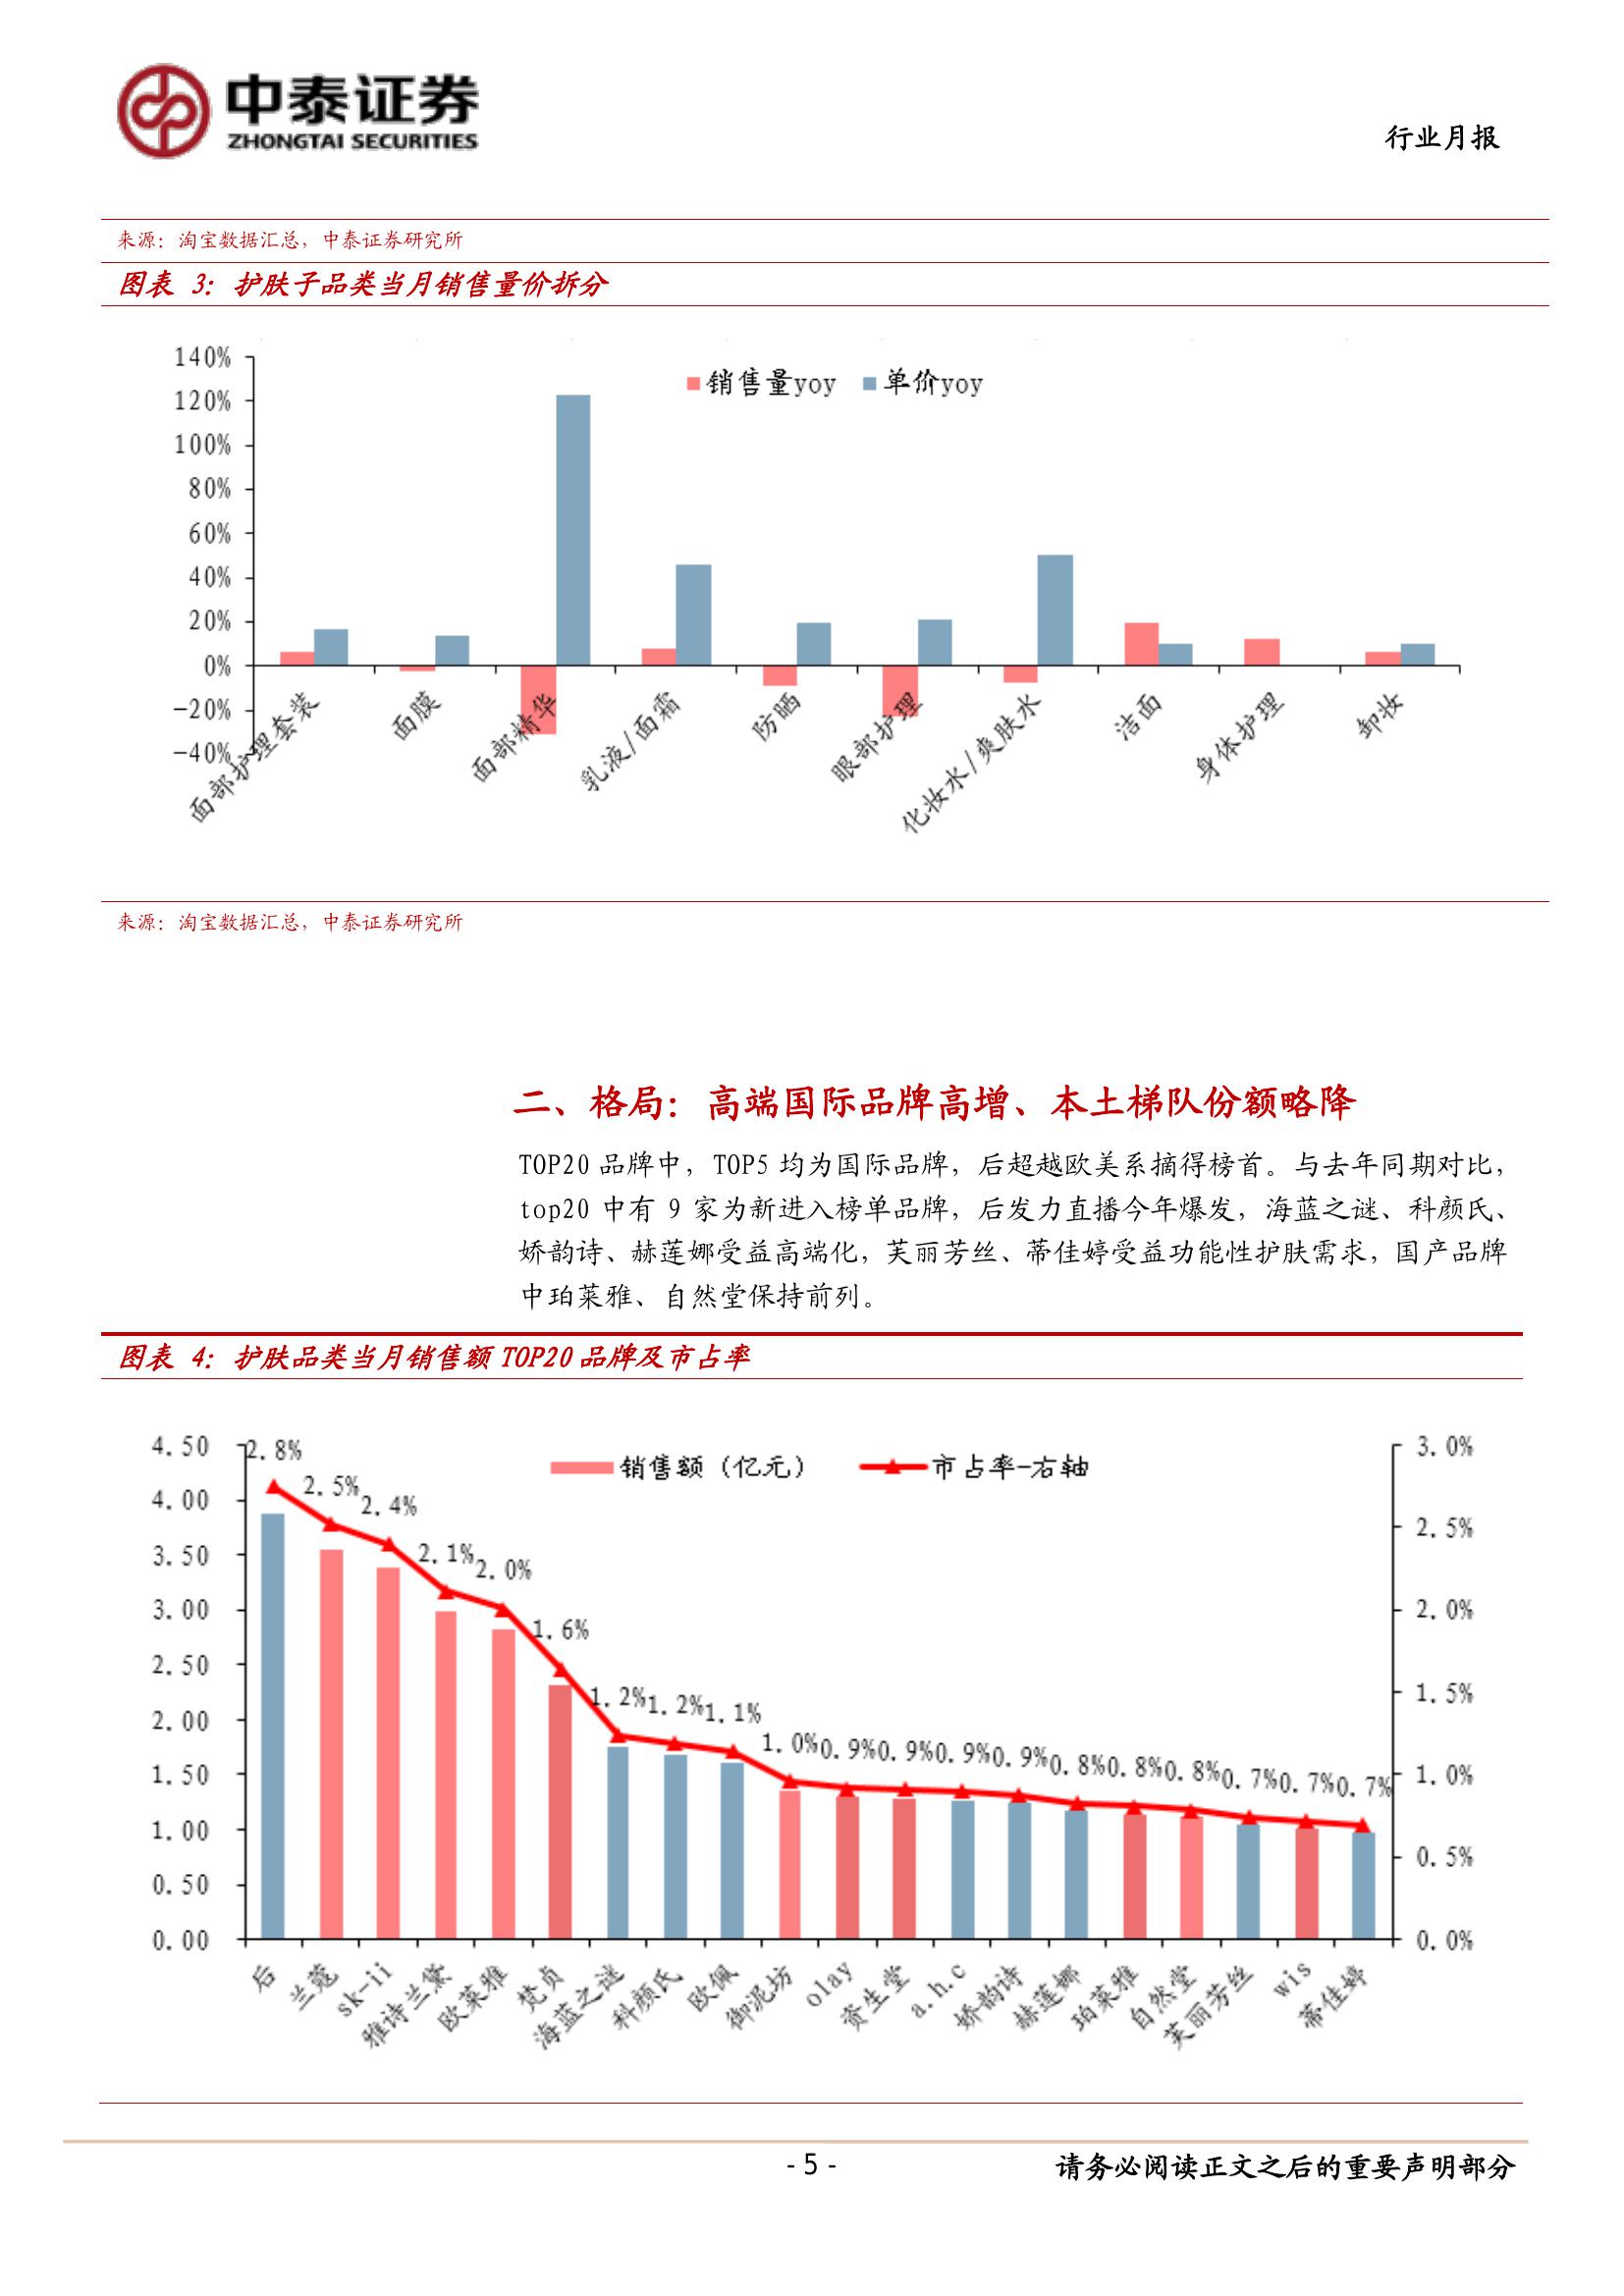 中泰证券
ZHONGTAI SECURITIES
行业月报
来源：淘宝数据汇总，中泰证券研究所
图表 3：护肤子品类当月销售量价拆分
销售量yoy 单价yoy
140%
120%
100%
80%
60%
40%
20%
0%
-20%
-40%
面部护理套装 面膜 面部精华 乳液/面霜 防晒 眼部护理 化妆水/爽肤水 洁面 身体护理 卸妆
来源：淘宝数据汇总，中泰证券研究所
二、格局：高端国际品牌高增、本土梯队份额略降
TOP20 品牌中，TOP5 均为国际品牌，后超越欧美系摘得榜首。与去年同期对比，
top20 中有 9 家为新进入榜单品牌，后发力直播今年爆发，海蓝之谜、科颜氏、
娇韵诗、赫莲娜受益高端化，芙丽芳丝、蒂佳婷受益功能性护肤需求，国产品牌
中珀莱雅、自然堂保持前列。
图表 4：护肤品类当月销售额 TOP20 品牌及市占率
销售额（亿元） 市占率-右轴
4.50
4.00
3.50
3.00
2.50
2.00
1.50
1.00
0.50
0.00
2.8% 2.5% 2.4% 2.1% 2.0% 1.6% 1.2% 1.2% 1.1% 1.0% 0.9% 0.9% 0.9% 0.9% 0.8% 0.8% 0.8% 0.7% 0.7% 0.7%
3.0%
2.5%
2.0%
1.5%
1.0%
0.5%
0.0%
后 兰蔻 sk-ii 雅诗兰黛 欧莱雅 梵贞 海蓝之谜 科颜氏 欧佩 御泥坊 olay 资生堂 a.h.c 娇韵诗 赫莲娜 珀莱雅 自然堂 芙丽芳丝 wis 蒂佳婷
- 5 -
请务必阅读正文之后的重要声明部分